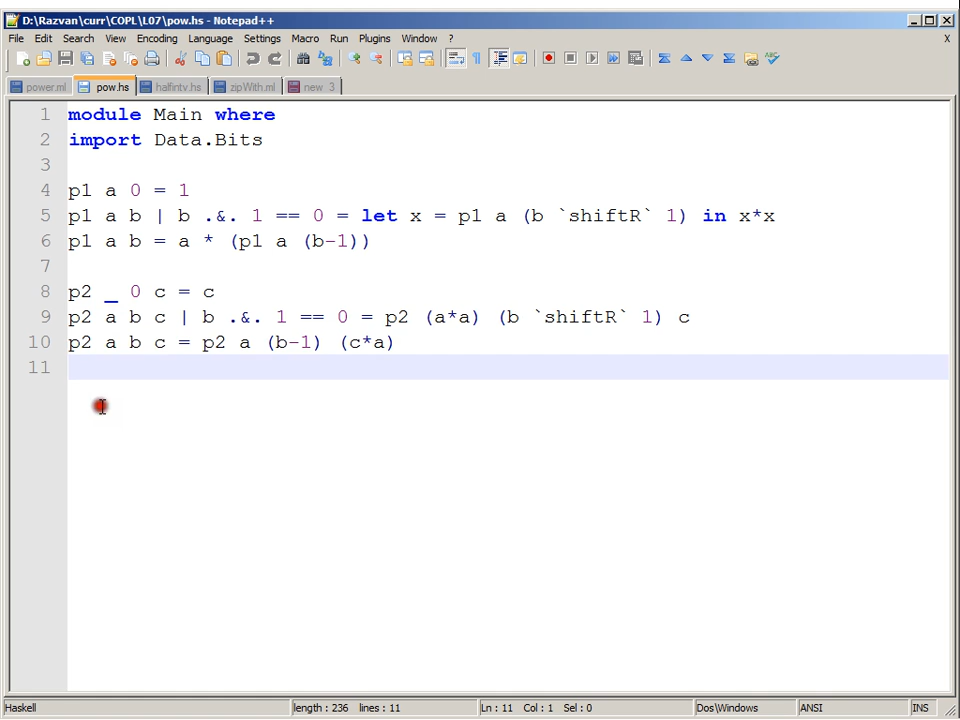 D:\Razvan\curr\COPL\L07\pow.hs - Notepad++
File Edit Search View Encoding Language Settings Macro Run Plugins Window ? X
power.ml pow.hs halfintv.hs zipWith.ml new 3
1 module Main where
2 import Data.Bits
3
4 p1 a 0 = 1
5 p1 a b | b .&. 1 == 0 = let x = p1 a (b `shiftR` 1) in x*x
6 p1 a b = a * (p1 a (b-1))
7
8 p2 _ 0 c = c
9 p2 a b c | b .&. 1 == 0 = p2 (a*a) (b `shiftR` 1) c
10 p2 a b c = p2 a (b-1) (c*a)
11
Haskell length : 236 lines : 11 Ln : 11 Col : 1 Sel : 0 Dos\Windows ANSI INS